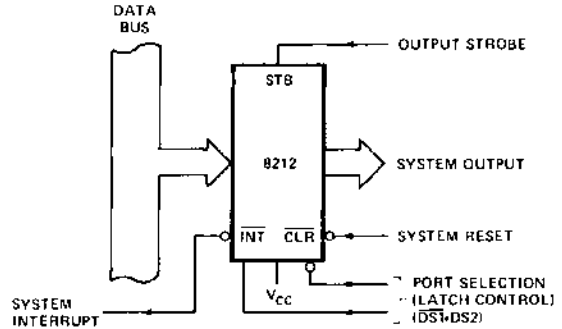 DATA
BUS
OUTPUT STROBE
STB
8212
SYSTEM OUTPUT
INT
CLR
SYSTEM RESET
VCC
PORT SELECTION
(LATCH CONTROL)
(DS1•DS2)
SYSTEM
INTERRUPT